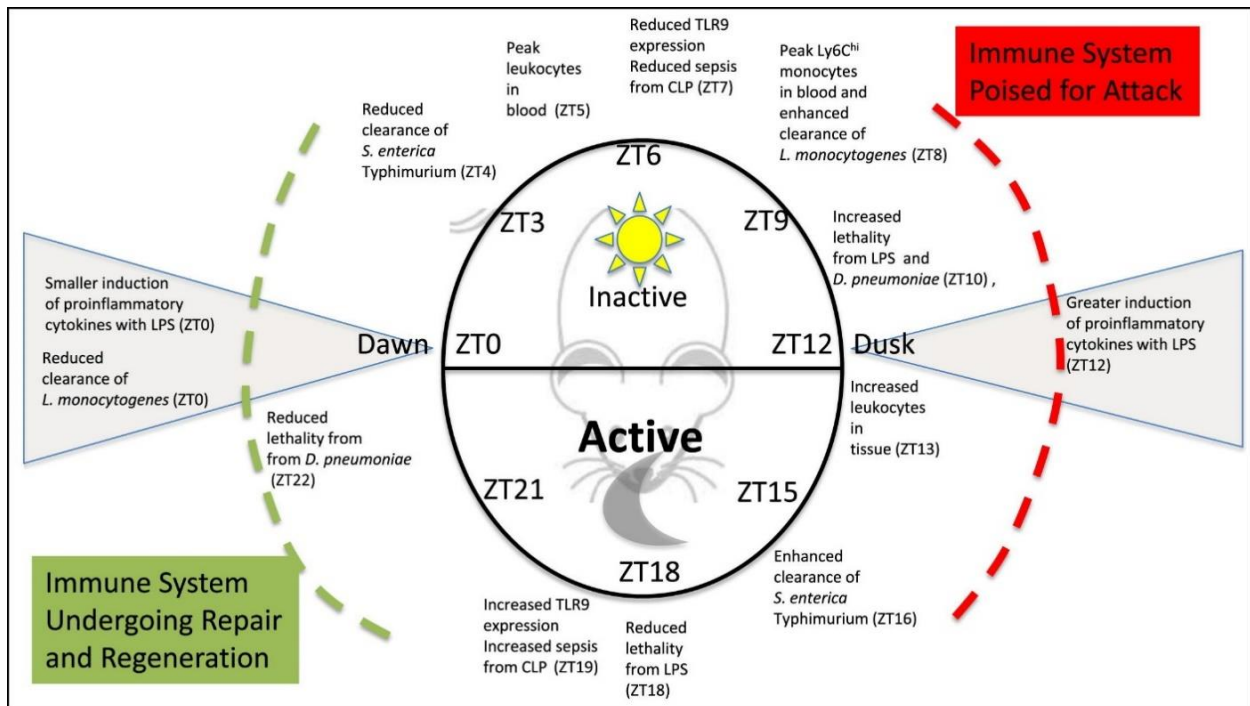 Reduced TLR9
expression
Reduced sepsis
from CLP (ZT7)
Peak
leukocytes
in
blood (ZT5)
Peak Ly6Chi
monocytes
in blood and
enhanced
clearance of
L. monocytogenes (ZT8)
Immune System
Poised for Attack
Reduced
clearance of
S. enterica
Typhimurium (ZT4)
ZT6
ZT3
ZT9
Inactive
Increased
lethality
from LPS and
D. pneumoniae (ZT10) ,
Smaller induction
of proinflammatory
cytokines with LPS (ZT0)
Reduced
clearance of
L. monocytogenes (ZT0)
Dawn
ZT0
ZT12
Dusk
Greater induction
of proinflammatory
cytokines with LPS
(ZT12)
Reduced
lethality from
from D. pneumoniae
(ZT22)
Active
Increased
leukocytes
in
tissue (ZT13)
ZT21
ZT15
ZT18
Enhanced
clearance of
S. enterica
Typhimurium (ZT16)
Immune System
Undergoing Repair
and Regeneration
Increased TLR9
expression
Increased sepsis
from CLP (ZT19)
Reduced
lethality
from LPS
(ZT18)